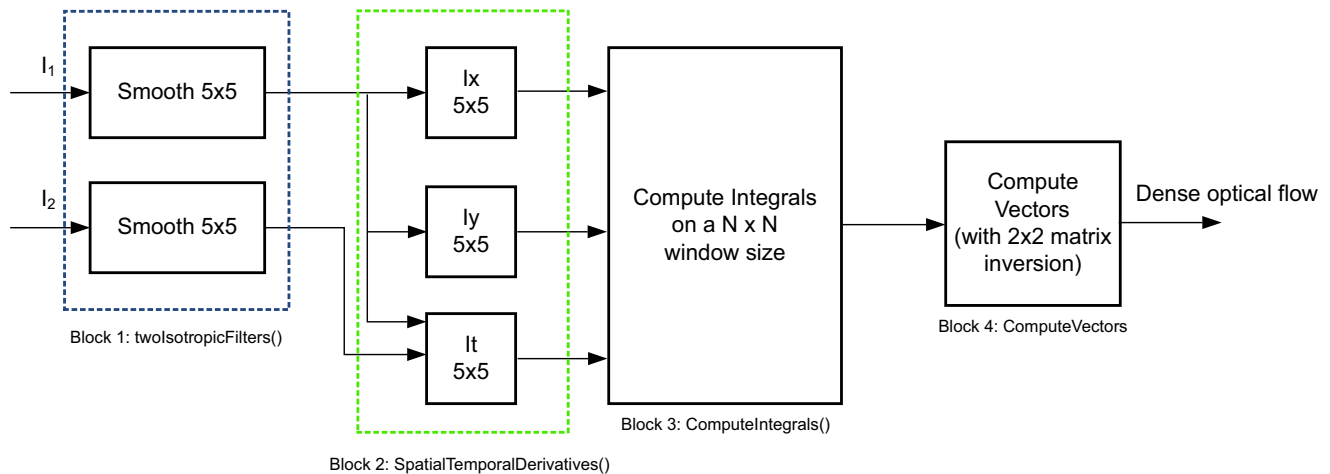 I1
Smooth 5x5
I2
Smooth 5x5
Block 1: twoIsotropicFilters()
Ix
5x5
Iy
5x5
It
5x5
Block 2: SpatialTemporalDerivatives()
Compute Integrals
on a N x N
window size
Block 3: ComputeIntegrals()
Compute
Vectors
(with 2x2 matrix
inversion)
Block 4: ComputeVectors
Dense optical flow